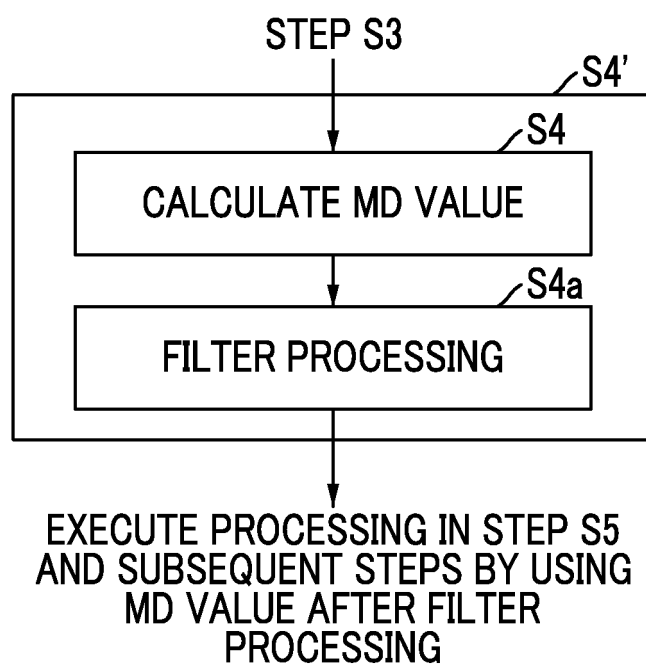 STEP S3
S4'
S4
CALCULATE MD VALUE
S4a
FILTER PROCESSING
EXECUTE PROCESSING IN STEP S5
AND SUBSEQUENT STEPS BY USING
MD VALUE AFTER FILTER
PROCESSING